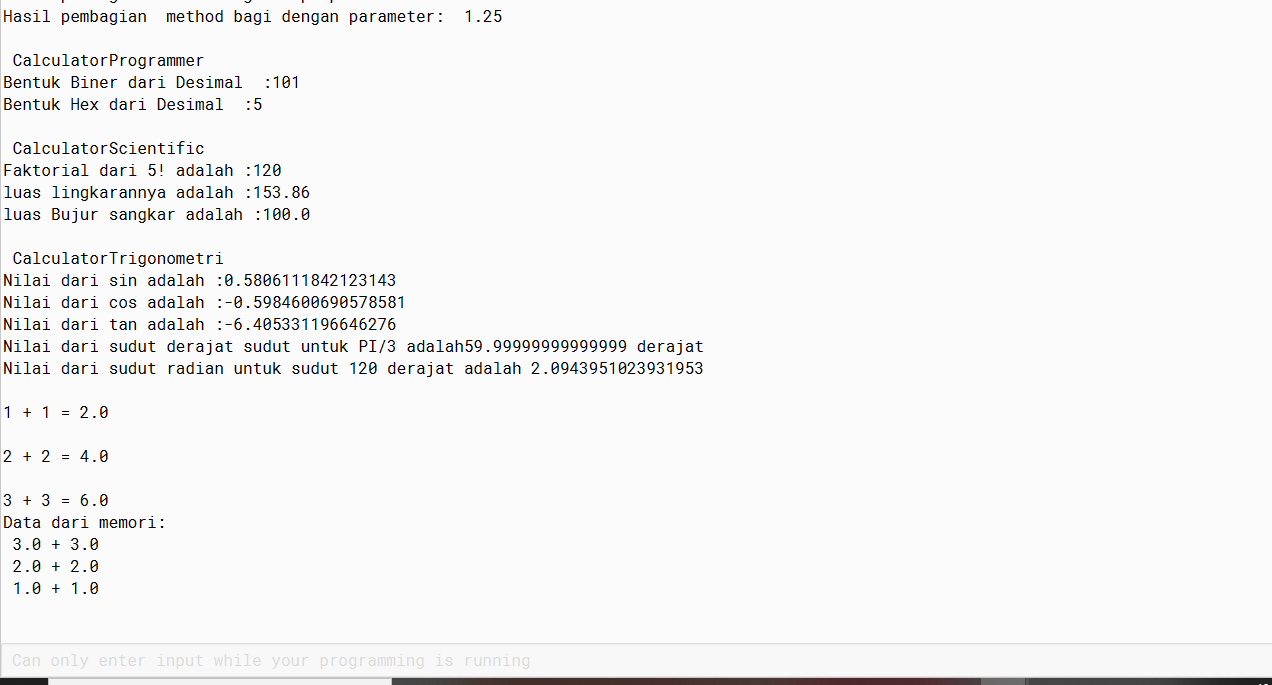 Hasil pembagian  method bagi dengan parameter:  1.25
 CalculatorProgrammer
Bentuk Biner dari Desimal  :101
Bentuk Hex dari Desimal  :5
 CalculatorScientific
Faktorial dari 5! adalah :120
luas lingkarannya adalah :153.86
luas Bujur sangkar adalah :100.0
 CalculatorTrigonometri
Nilai dari sin adalah :0.5806111842123143
Nilai dari cos adalah :-0.5984600690578581
Nilai dari tan adalah :-6.405331196646276
Nilai dari sudut derajat sudut untuk PI/3 adalah59.99999999999999 derajat
Nilai dari sudut radian untuk sudut 120 derajat adalah 2.0943951023931953
1 + 1 = 2.0
2 + 2 = 4.0
3 + 3 = 6.0
Data dari memori:
 3.0 + 3.0
 2.0 + 2.0
 1.0 + 1.0
Can only enter input while your programming is running